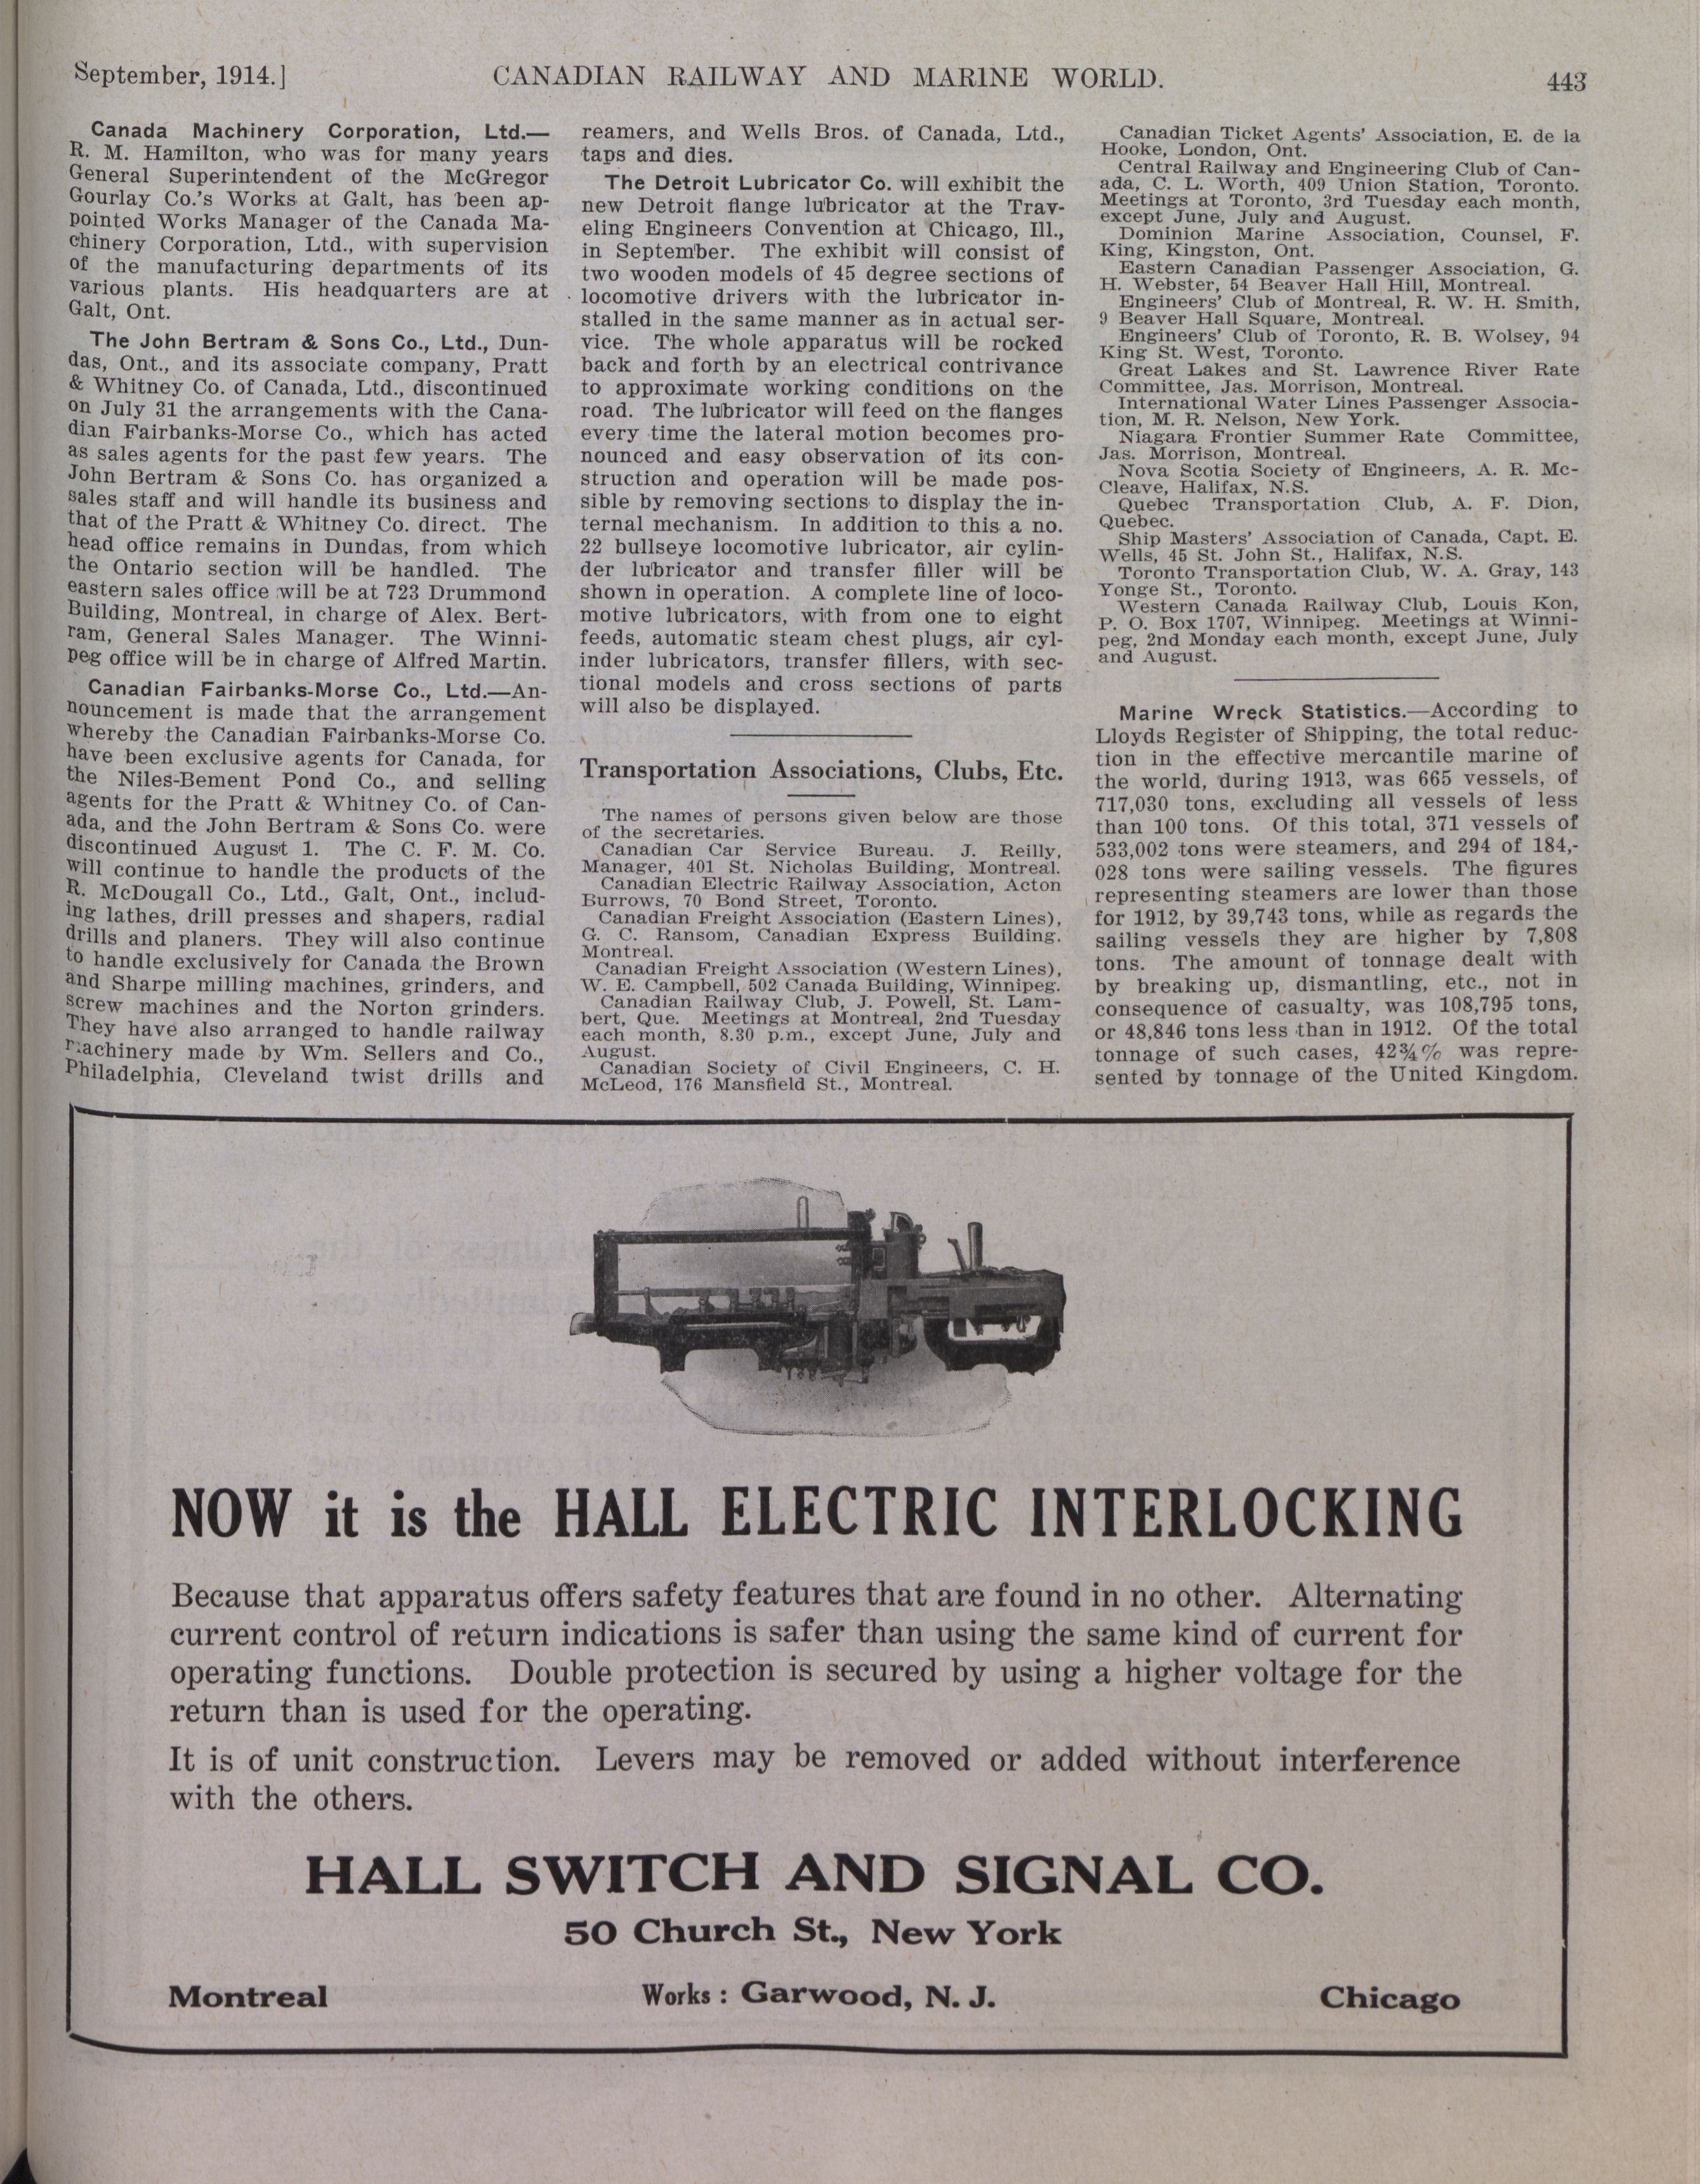 September, 1914.]
CANADIAN RAILWAY AND MARINE WORLD.
443
Canada Machinery Corporation, Ltd.—
R. M. Hamilton, who was for many years
General Superintendent of the McGregor
Gourlay Co.'s Works at Galt, has been ap-
pointed Works Manager of the Canada Ma-
chinery Corporation, Ltd., with supervision
of the manufacturing departments of its
various plants. His headquarters are at
Galt, Ont.
The John Bertram & Sons Co., Ltd., Dun-
das, Ont., and its associate company, Pratt
& Whitney Co. of Canada, Ltd., discontinued
on July 31 the arrangements with the Cana-
dian Fairbanks-Morse Co., which has acted
as sales agents for the past few years. The
John Bertram & Sons Co. has organized a
sales staff and will handle its business and
that of the Pratt & Whitney Co. direct. The
head office remains in Dundas, from which
the Ontario section will be handled. The
eastern sales office will be at 723 Drummond
Building, Montreal, in charge of Alex. Bert-
ram, General Sales Manager. The Winni-
peg office will be in charge of Alfred Martin.
Canadian Fairbanks-Morse Co., Ltd.—An-
nouncement is made that the arrangement
whereby the Canadian Fairbanks-Morse Co.
have been exclusive agents for Canada, for
the Niles-Bement Pond Co., and selling
agents for the Pratt & Whitney Co. of Can-
ada, and the John Bertram & Sons Co. were
discontinued August 1. The C. F. M. Co.
will continue to handle the products of the
R. McDougall Co., Ltd., Galt, Ont., includ-
ing lathes, drill presses and shapers, radial
drills and planers. They will also continue
to handle exclusively for Canada the Brown
and Sharpe milling machines, grinders, and
screw machines and the Norton grinders.
They have also arranged to handle railway
machinery made by Wm. Sellers and Co.,
Philadelphia, Cleveland twist drills and
reamers, and Wells Bros. of Canada, Ltd.,
taps and dies.
The Detroit Lubricator Co. will exhibit the
new Detroit flange lubricator at the Trav-
eling Engineers Convention at Chicago, Ill.,
in September. The exhibit will consist of
two wooden models of 45 degree sections of
locomotive drivers with the lubricator in-
stalled in the same manner as in actual ser-
vice. The whole apparatus will be rocked
back and forth by an electrical contrivance
to approximate working conditions on the
road. The lubricator will feed on the flanges
every time the lateral motion becomes pro-
nounced and easy observation of its con-
struction and operation will be made pos-
sible by removing sections to display the in-
ternal mechanism. In addition to this a no.
22 bullseye locomotive lubricator, air cylin-
der lubricator and transfer filler will be
shown in operation. A complete line of loco-
motive lubricators, with from one to eight
feeds, automatic steam chest plugs, air cyl-
inder lubricators, transfer fillers, with sec-
tional models and cross sections of parts
will also be displayed.
Transportation Associations, Clubs, Etc.
The names of persons given below are those
of the secretaries.
Canadian Car Service Bureau. J. Reilly,
Manager, 401 St. Nicholas Building, Montreal.
Canadian Electric Railway Association, Acton
Burrows, 70 Bond Street, Toronto.
Canadian Freight Association (Eastern Lines),
G. C. Ransom, Canadian Express Building.
Montreal.
Canadian Freight Association (Western Lines),
W. E. Campbell, 502 Canada Building, Winnipeg.
Canadian Railway Club, J. Powell, St. Lam-
bert, Que. Meetings at Montreal, 2nd Tuesday
each month, 8.30 p.m., except June, July and
August.
Canadian Society of Civil Engineers, C. H.
McLeod, 176 Mansfield St., Montreal.
Canadian Ticket Agents' Association, E. de la
Hooke, London, Ont.
Central Railway and Engineering Club of Can-
ada, C. L. Worth, 409 Union Station, Toronto.
Meetings at Toronto, 3rd Tuesday each month,
except June, July and August.
Dominion Marine Association, Counsel, F.
King, Kingston, Ont.
Eastern Canadian Passenger Association, G.
H. Webster, 54 Beaver Hall Hill, Montreal.
Engineers' Club of Montreal, R. W. H. Smith,
9 Beaver Hall Square, Montreal.
Engineers' Club of Toronto, R. B. Wolsey, 94
King St. West, Toronto.
Great Lakes and St. Lawrence River Rate
Committee, Jas. Morrison, Montreal.
International Water Lines Passenger Associa-
tion, M. R. Nelson, New York.
Niagara Frontier Summer Rate Committee,
Jas. Morrison, Montreal.
Nova Scotia Society of Engineers, A. R. Mc-
Cleave, Halifax, N.S.
Quebec Transportation Club, A. F. Dion,
Quebec.
Ship Masters' Association of Canada, Capt. E.
Wells, 45 St. John St., Halifax, N.S.
Toronto Transportation Club, W. A. Gray, 143
Yonge St., Toronto.
Western Canada Railway Club, Louis Kon,
P. O. Box 1707, Winnipeg. Meetings at Winni-
peg, 2nd Monday each month, except June, July
and August.
Marine Wreck Statistics.—According to
Lloyds Register of Shipping, the total reduc-
tion in the effective mercantile marine of
the world, during 1913, was 665 vessels, of
717,030 tons, excluding all vessels of less
than 100 tons. Of this total, 371 vessels of
533,002 tons were steamers, and 294 of 184,-
028 tons were sailing vessels. The figures
representing steamers are lower than those
for 1912, by 39,743 tons, while as regards the
sailing vessels they are higher by 7,808
tons. The amount of tonnage dealt with
by breaking up, dismantling, etc., not in
consequence of casualty, was 108,795 tons,
or 48,846 tons less than in 1912. Of the total
tonnage of such cases, 42¾% was repre-
sented by tonnage of the United Kingdom.
NOW it is the HALL ELECTRIC INTERLOCKING
Because that apparatus offers safety features that are found in no other. Alternating
current control of return indications is safer than using the same kind of current for
operating functions. Double protection is secured by using a higher voltage for the
return than is used for the operating.
It is of unit construction. Levers may be removed or added without interference
with the others.
HALL SWITCH AND SIGNAL CO.
50 Church St., New York
Montreal
Works: Garwood, N. J.
Chicago